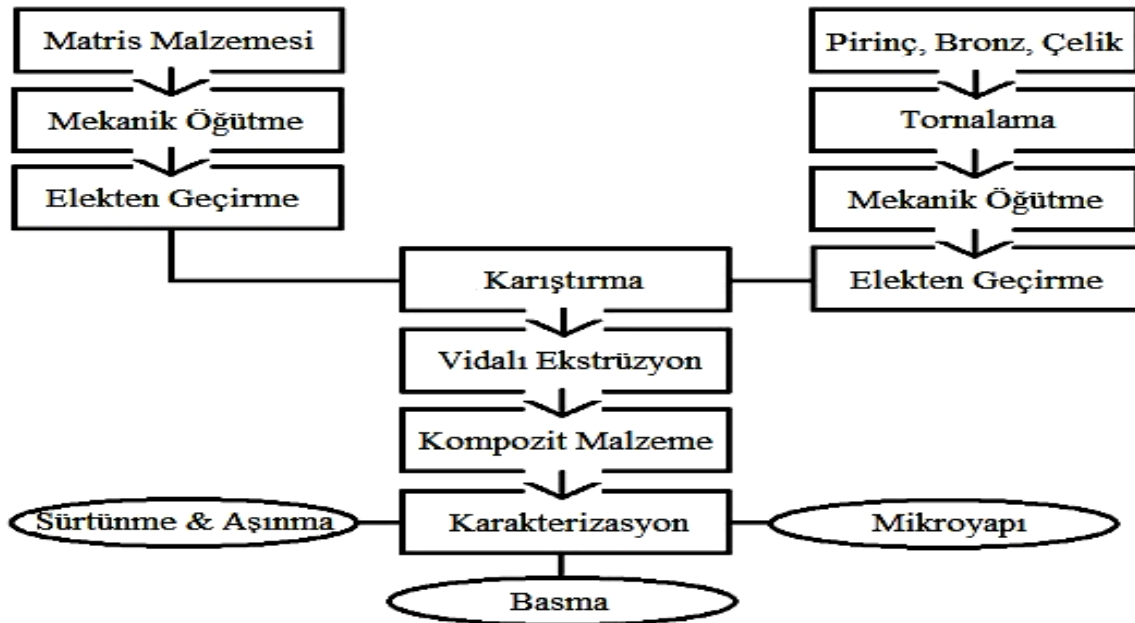 Matris Malzemesi
Mekanik Öğütme
Elekten Geçirme
Pirinç, Bronz, Çelik
Tornalama
Mekanik Öğütme
Elekten Geçirme
Karıştırma
Vidalı Ekstrüzyon
Kompozit Malzeme
Karakterizasyon
Sürtünme & Aşınma
Mikroyapı
Basma